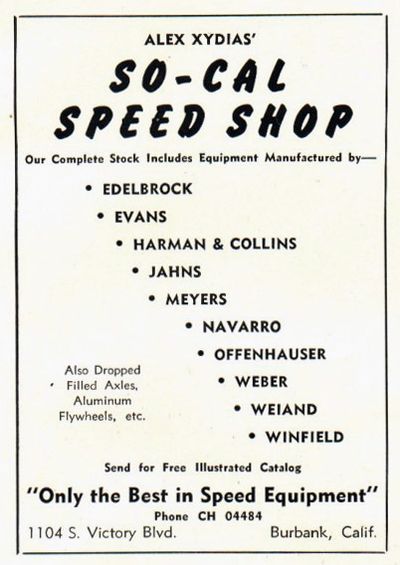 ALEX XYDIAS'
SO-CAL
SPEED SHOP
Our Complete Stock Includes Equipment Manufactured by—
• EDELBROCK
• EVANS
• HARMAN & COLLINS
• JAHNS
• MEYERS
• NAVARRO
• OFFENHAUSER
• WEBER
• WEIAND
• WINFIELD
Also Dropped
Filled Axles,
Aluminum
Flywheels, etc.
Send for Free Illustrated Catalog
"Only the Best in Speed Equipment"
Phone CH 04484
1104 S. Victory Blvd. Burbank, Calif.